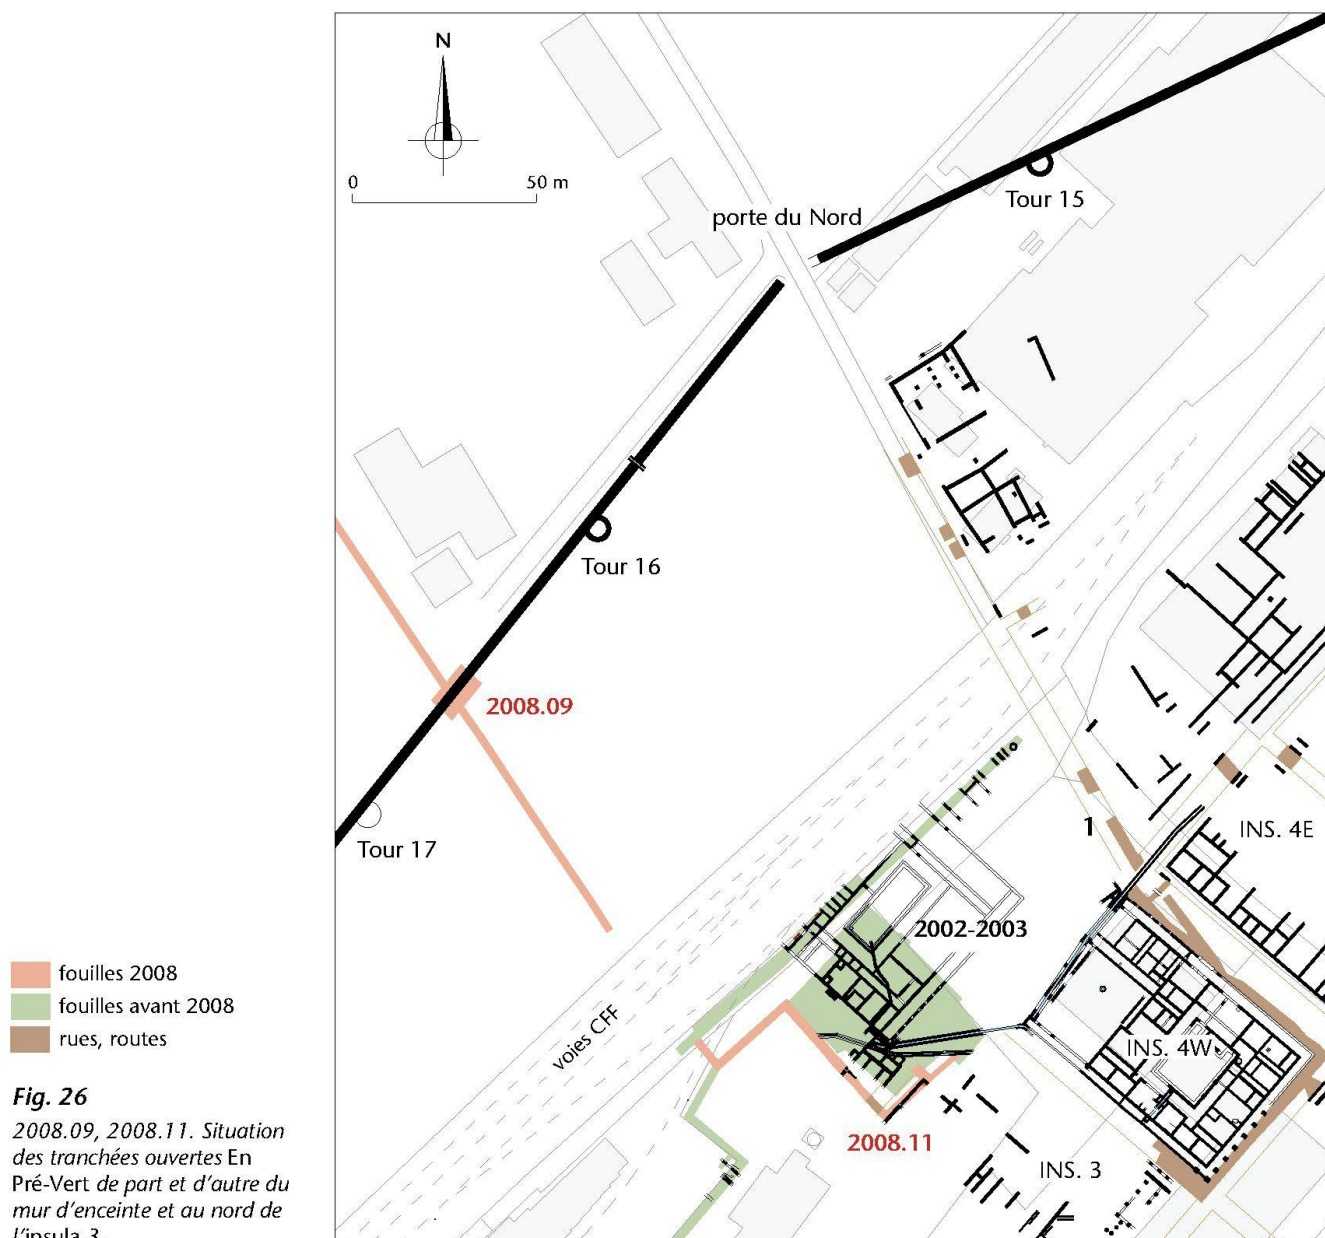 N
0 50 m
porte du Nord
Tour 15
Tour 16
2008.09
Tour 17
1
INS. 4E
2002-2003
voies CFF
INS. 4W
2008.11
INS. 3
fouilles 2008
fouilles avant 2008
rues, routes
Fig. 26
2008.09, 2008.11. Situation
des tranchées ouvertes En
Pré-Vert de part et d'autre du
mur d'enceinte et au nord de
l'insula 3.